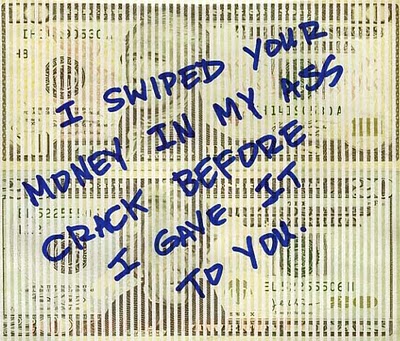 I SWIPED YOUR
MONEY IN MY ASS
CRACK BEFORE
I GAVE IT
TO YOU.